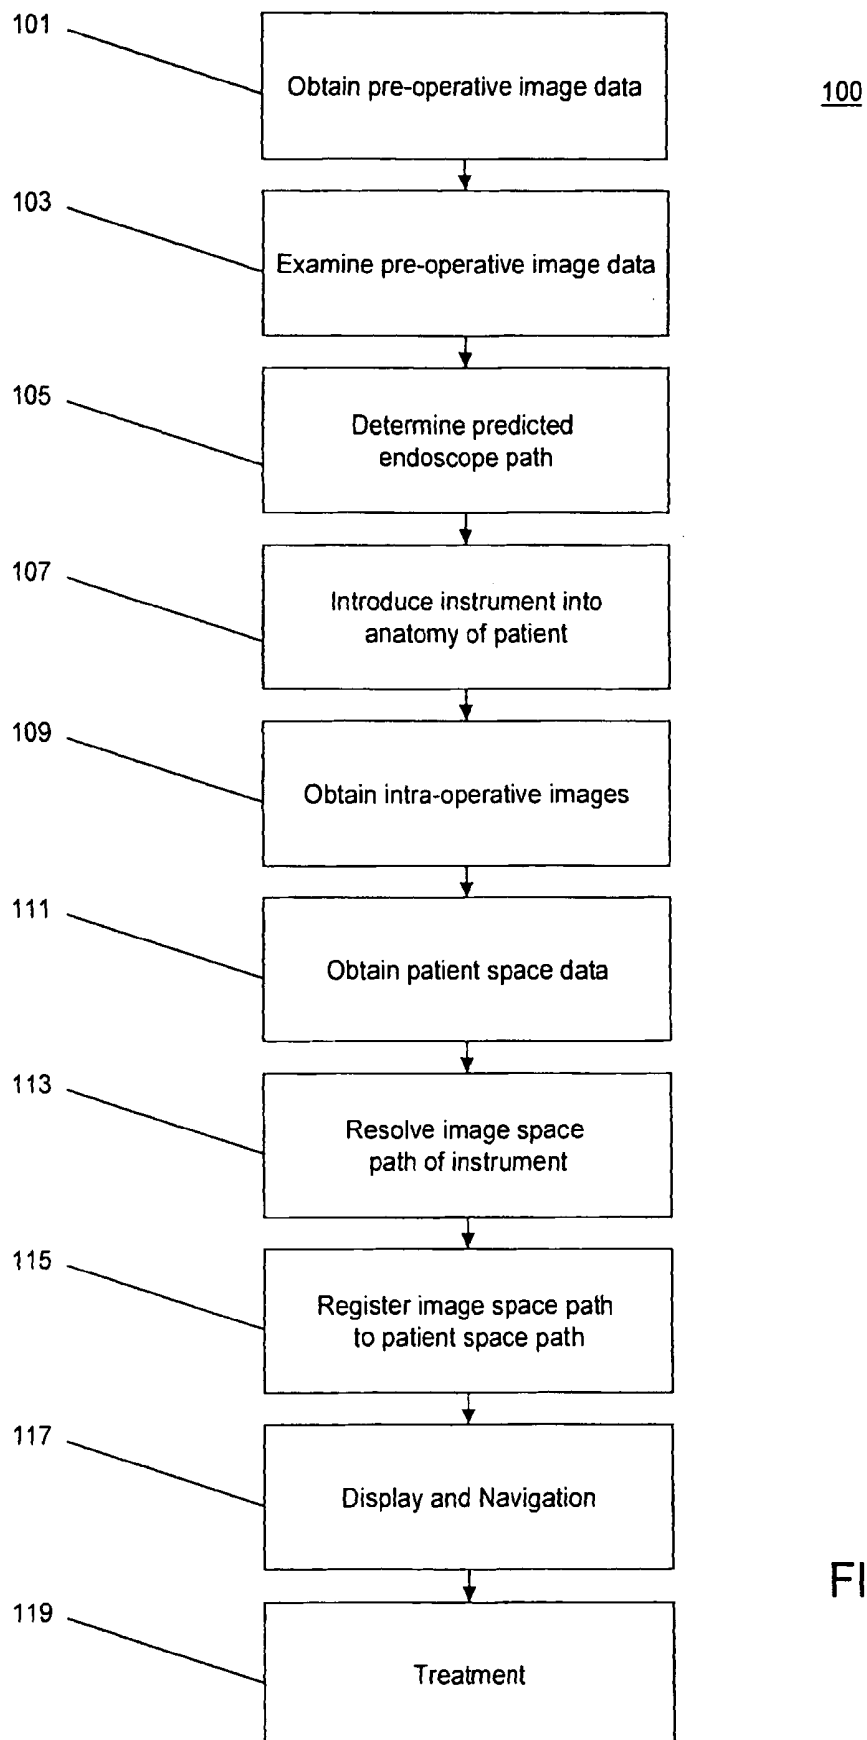 101
Obtain pre-operative image data
100
103
Examine pre-operative image data
105
Determine predicted
endoscope path
107
Introduce instrument into
anatomy of patient
109
Obtain intra-operative images
111
Obtain patient space data
113
Resolve image space
path of instrument
115
Register image space path
to patient space path
117
Display and Navigation
FI
119
Treatment